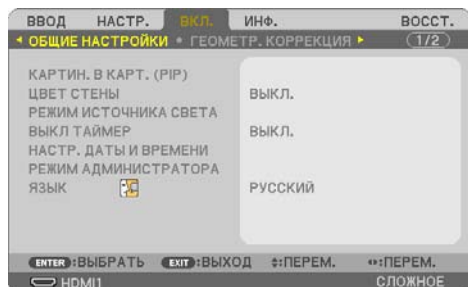 ВВОД НАСТР. ВКЛ. ИНФ. ВОССТ.
ОБЩИЕ НАСТРОЙКИ • ГЕОМЕТР. КОРРЕКЦИЯ 1/2
КАРТИН. В КАРТ. (PIP)
ЦВЕТ СТЕНЫ ВЫКЛ.
РЕЖИМ ИСТОЧНИКА СВЕТА
ВЫКЛ ТАЙМЕР ВЫКЛ.
НАСТР. ДАТЫ И ВРЕМЕНИ
РЕЖИМ АДМИНИСТРАТОРА
ЯЗЫК РУССКИЙ
ENTER :ВЫБРАТЬ EXIT :ВЫХОД :ПЕРЕМ. :ПЕРЕМ.
HDMI1 СЛОЖНОЕ